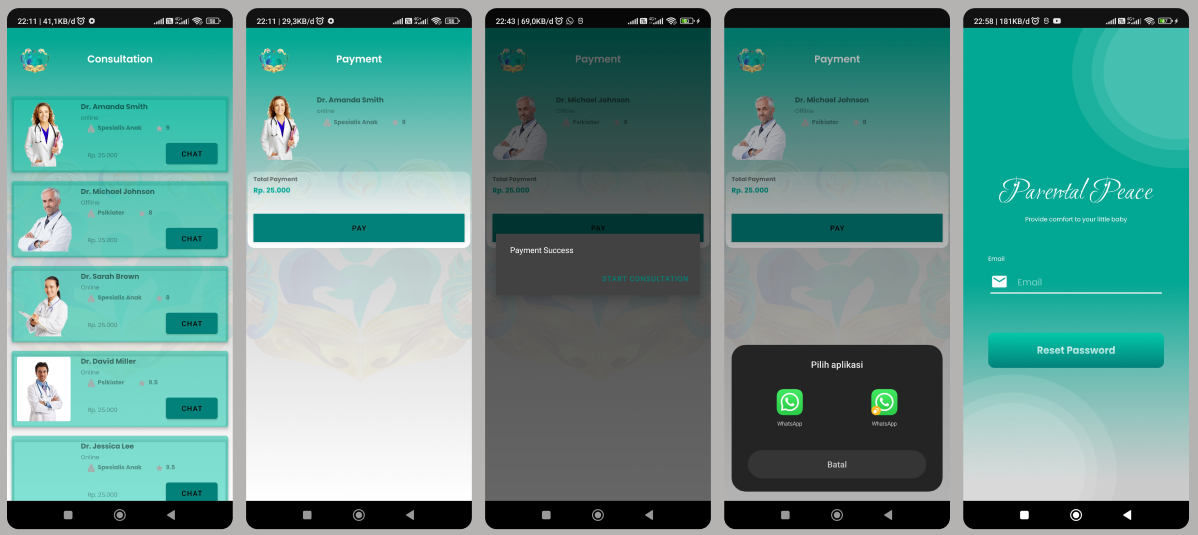 22:11 | 41,1KB/d
Consultation
Dr. Amanda Smith
online
Spesialis Anak
9
Rp. 25.000
CHAT
Dr. Michael Johnson
Offline
Psikiater
8
Rp. 25.000
CHAT
Dr. Sarah Brown
Online
Spesialis Anak
8
Rp. 25.000
CHAT
Dr. David Miller
Online
Psikiater
8.5
Rp. 25.000
CHAT
Dr. Jessica Lee
Online
Spesialis Anak
9.5
Rp. 25.000
CHAT
22:11 | 29,3KB/d
Payment
Dr. Amanda Smith
online
Spesialis Anak
9
Total Payment
Rp. 25.000
PAY
22:43 | 69,0KB/d
Payment
Dr. Michael Johnson
Offline
Psikiater
8
Total Payment
Rp. 25.000
PAY
Payment Success
START CONSULTATION
Payment
Dr. Michael Johnson
Offline
Psikiater
8
Total Payment
Rp. 25.000
PAY
Pilih aplikasi
WhatsApp
WhatsApp
Batal
22:58 | 181KB/d
Parental Peace
Provide comfort to your little baby
Email
Email
Reset Password